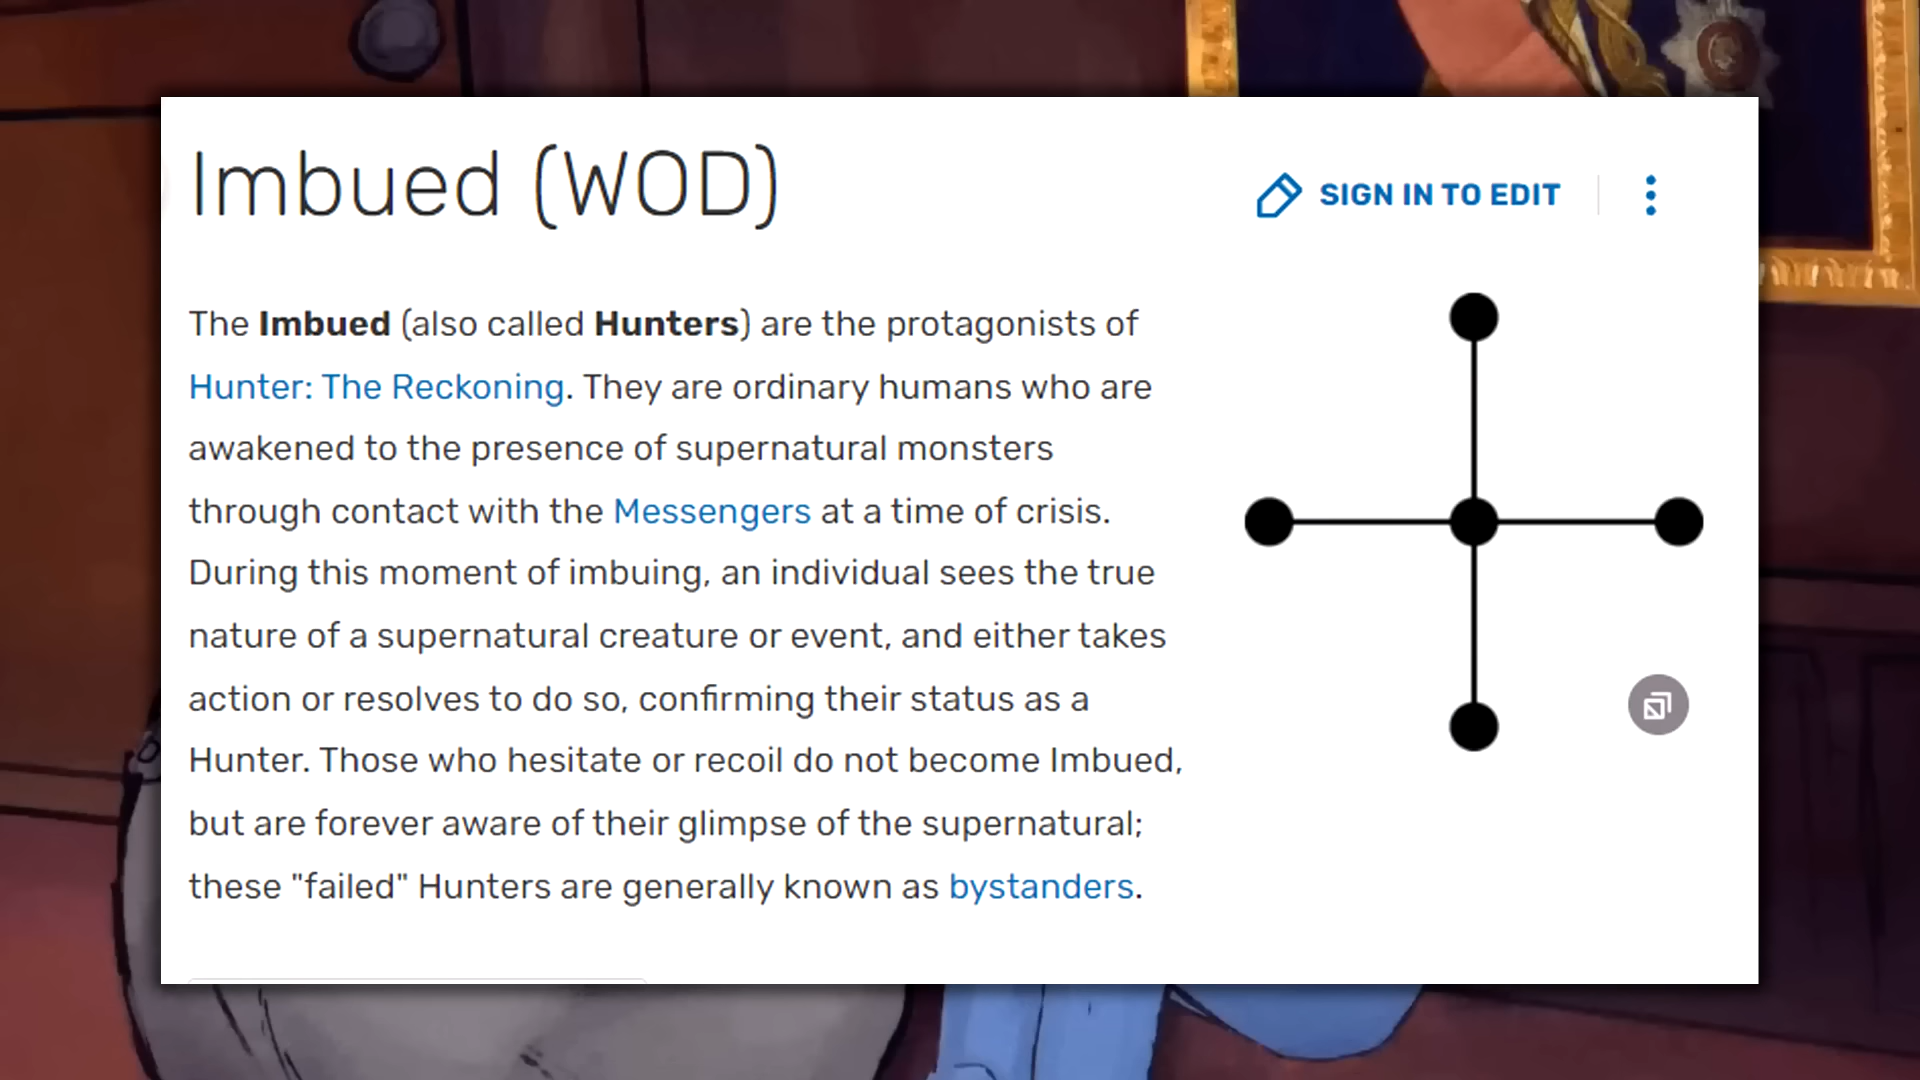 Imbued (WOD)
SIGN IN TO EDIT
The Imbued (also called Hunters) are the protagonists of
Hunter: The Reckoning. They are ordinary humans who are
awakened to the presence of supernatural monsters
through contact with the Messengers at a time of crisis.
During this moment of imbuing, an individual sees the true
nature of a supernatural creature or event, and either takes
action or resolves to do so, confirming their status as a
Hunter. Those who hesitate or recoil do not become Imbued,
but are forever aware of their glimpse of the supernatural;
these "failed" Hunters are generally known as bystanders.